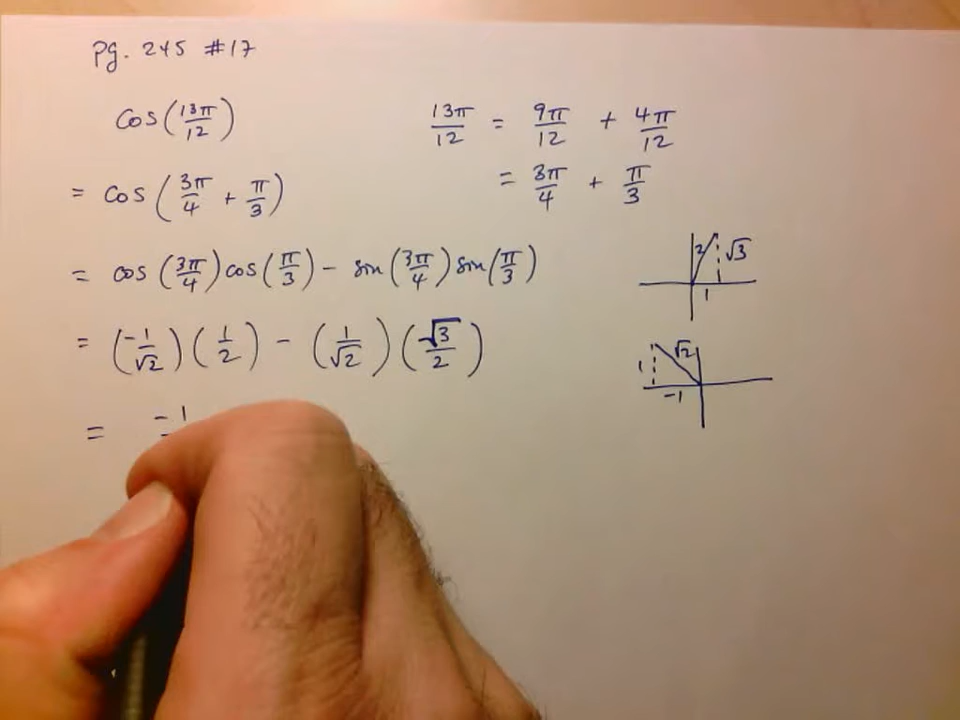 pg. 245 #17
cos(13π/12)
13π/12 = 9π/12 + 4π/12
= 3π/4 + π/3
= cos(3π/4 + π/3)
= cos(3π/4)cos(π/3) - sin(3π/4)sin(π/3)
= (-1/√2)(1/2) - (1/√2)(√3/2)
= -1
2 √3
1
√2
1
-1